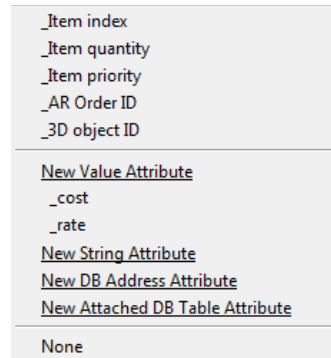 _Item index
_Item quantity
_Item priority
_AR Order ID
_3D object ID
New Value Attribute
_cost
_rate
New String Attribute
New DB Address Attribute
New Attached DB Table Attribute
None